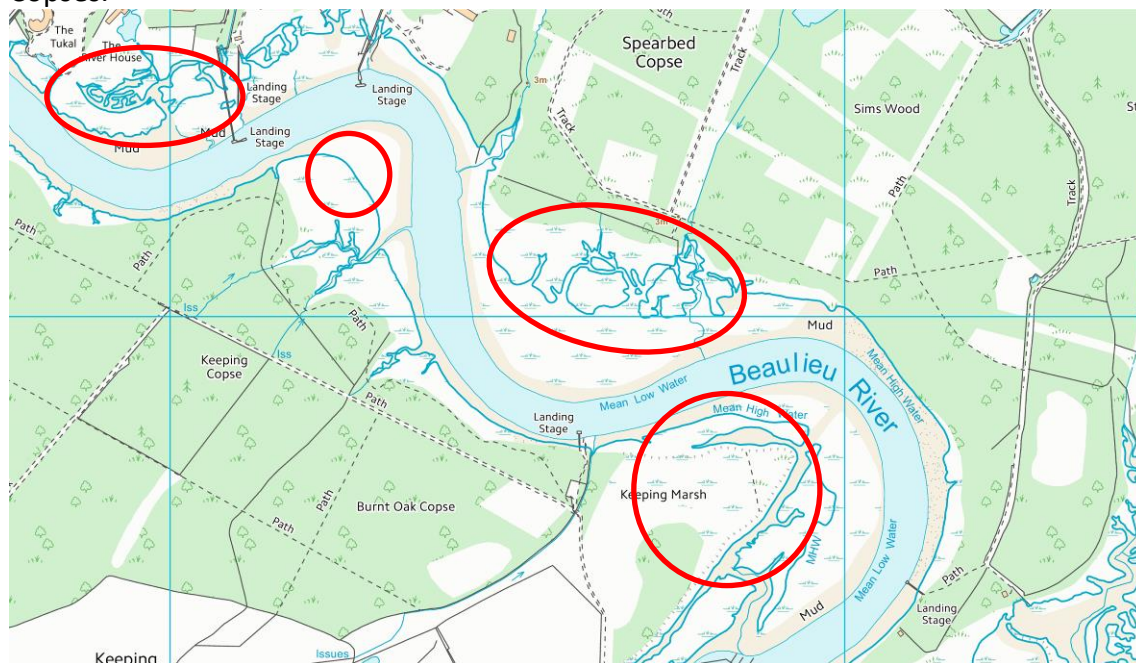 Copses.
The
Tukal
The
River House
Landing
Stage
Landing
Stage
Landing
Stage
Mud
Mud
Spearbed
Copse
3m
Track
Track
Sims Wood
Path
Track
3m
Path
Path
Path
Iss
Iss
Keeping
Copse
Path
Mud
Mean High Water
Beaulieu River
Mean Low Water
Mean High Water
Landing
Stage
Keeping Marsh
Burnt Oak Copse
Path
Path
MHW
Mean Low Water
Mud
Path
Landing
Stage
Issues
Keeping